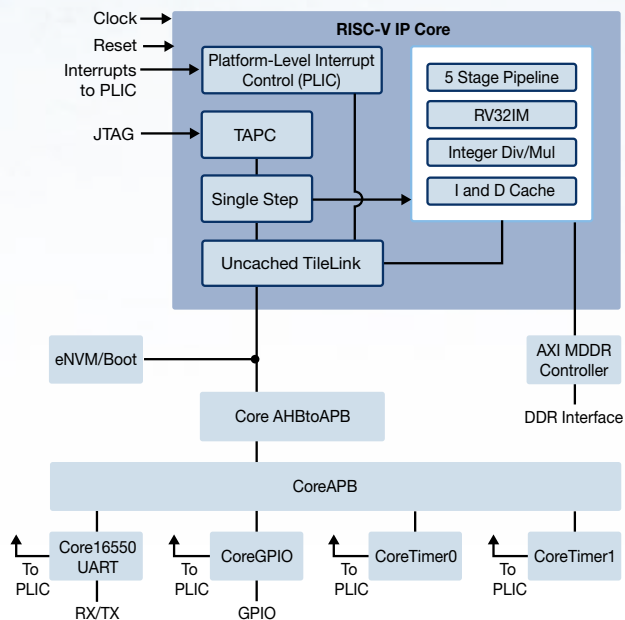 Clock
Reset
Interrupts
to PLIC
JTAG
RISC-V IP Core
Platform-Level Interrupt
Control (PLIC)
TAPC
Single Step
Uncached TileLink
5 Stage Pipeline
RV32IM
Integer Div/Mul
I and D Cache
eNVM/Boot
AXI MDDR
Controller
DDR Interface
Core AHBtoAPB
CoreAPB
To
PLIC
Core16550
UART
RX/TX
To
PLIC
CoreGPIO
GPIO
To
PLIC
CoreTimer0
To
PLIC
CoreTimer1